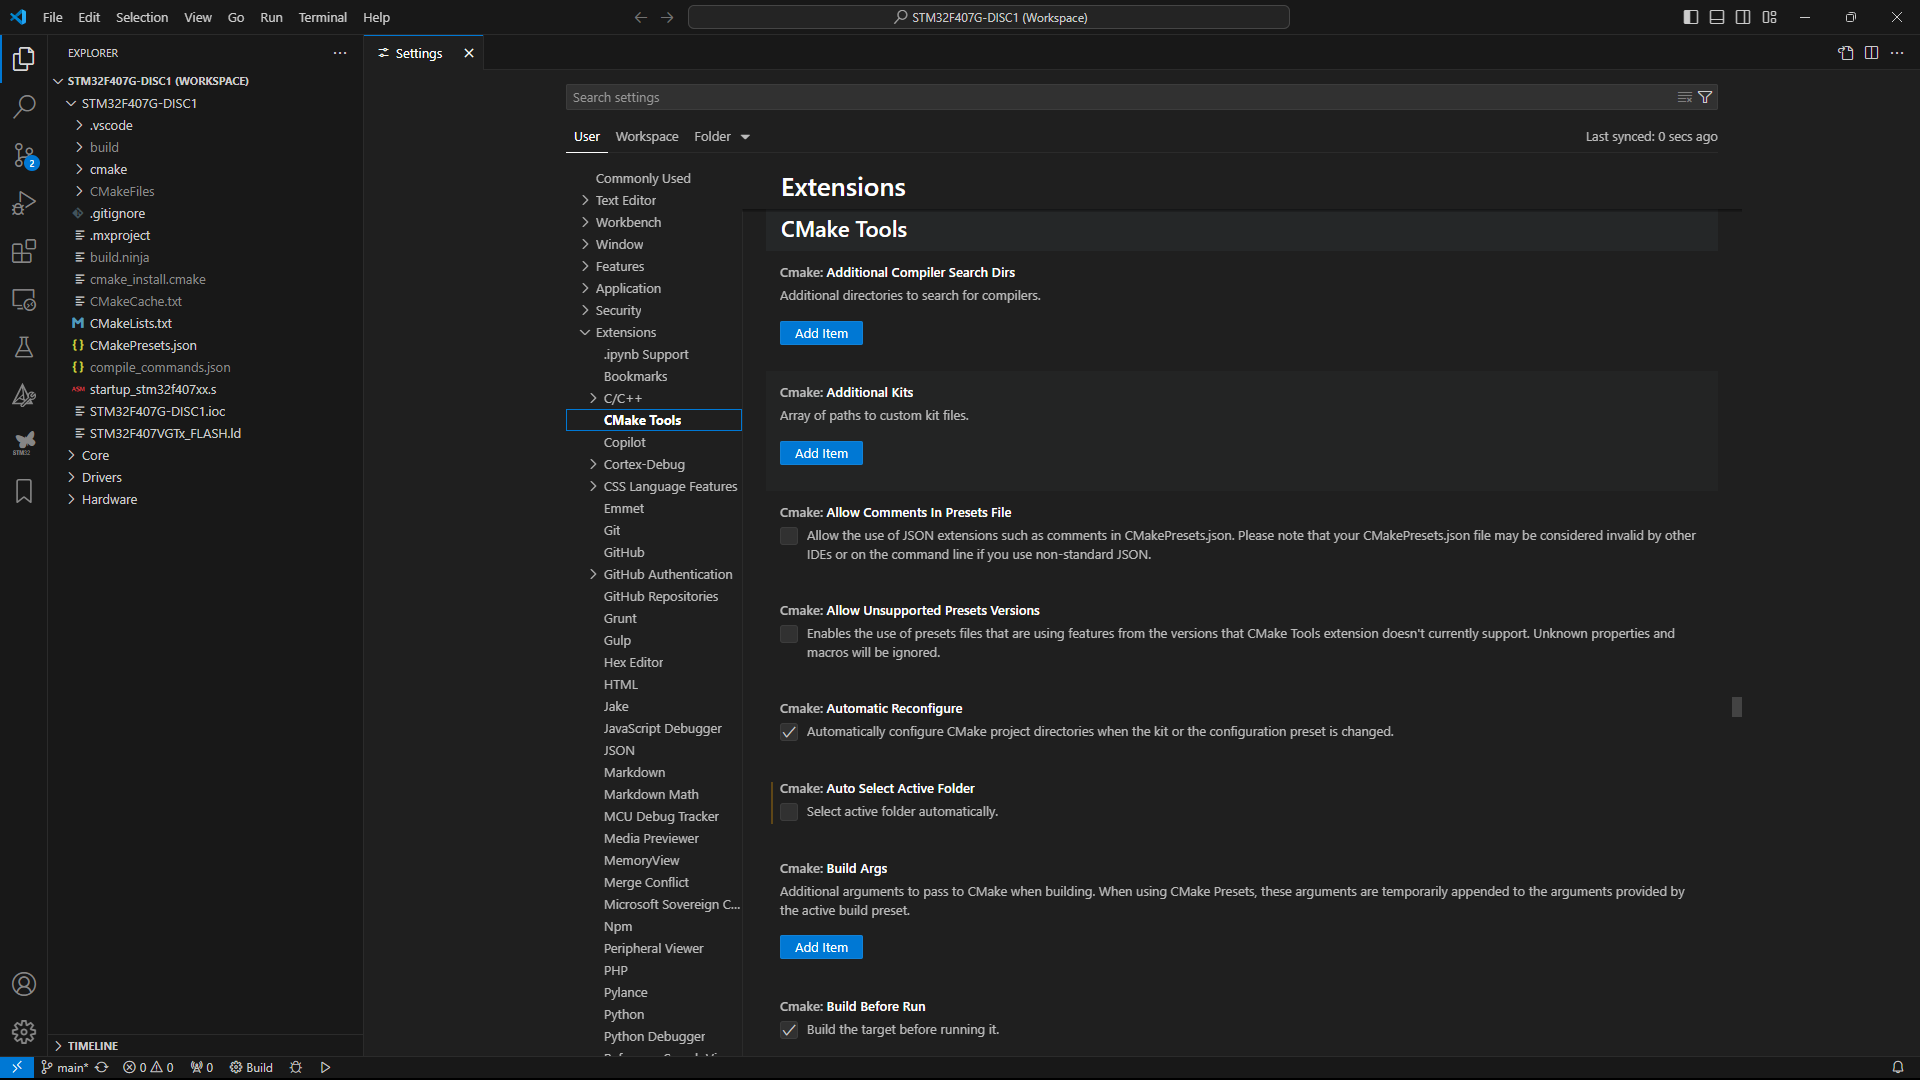 File Edit Selection View Go Run Terminal Help
STM32F407G-DISC1 (Workspace)
EXPLORER
STM32F407G-DISC1 (WORKSPACE)
STM32F407G-DISC1
.vscode
build
cmake
CMakeFiles
.gitignore
.mxproject
build.ninja
cmake_install.cmake
CMakeCache.txt
CMakeLists.txt
CMakePresets.json
compile_commands.json
startup_stm32f407xx.s
STM32F407G-DISC1.ioc
STM32F407VGTx_FLASH.ld
Core
Drivers
Hardware
TIMELINE
2
STM32
Settings
Search settings
User Workspace Folder
Last synced: 0 secs ago
Commonly Used
Text Editor
Workbench
Window
Features
Application
Security
Extensions
.ipynb Support
Bookmarks
C/C++
CMake Tools
Copilot
Cortex-Debug
CSS Language Features
Emmet
Git
GitHub
GitHub Authentication
GitHub Repositories
Grunt
Gulp
Hex Editor
HTML
Jake
JavaScript Debugger
JSON
Markdown
Markdown Math
MCU Debug Tracker
Media Previewer
MemoryView
Merge Conflict
Microsoft Sovereign C...
Npm
Peripheral Viewer
PHP
Pylance
Python
Python Debugger
Extensions
CMake Tools
Cmake: Additional Compiler Search Dirs
Additional directories to search for compilers.
Add Item
Cmake: Additional Kits
Array of paths to custom kit files.
Add Item
Cmake: Allow Comments In Presets File
Allow the use of JSON extensions such as comments in CMakePresets.json. Please note that your CMakePresets.json file may be considered invalid by other
IDEs or on the command line if you use non-standard JSON.
Cmake: Allow Unsupported Presets Versions
Enables the use of presets files that are using features from the versions that CMake Tools extension doesn't currently support. Unknown properties and
macros will be ignored.
Cmake: Automatic Reconfigure
Automatically configure CMake project directories when the kit or the configuration preset is changed.
Cmake: Auto Select Active Folder
Select active folder automatically.
Cmake: Build Args
Additional arguments to pass to CMake when building. When using CMake Presets, these arguments are temporarily appended to the arguments provided by
the active build preset.
Add Item
Cmake: Build Before Run
Build the target before running it.
main* 0 0 0 Build